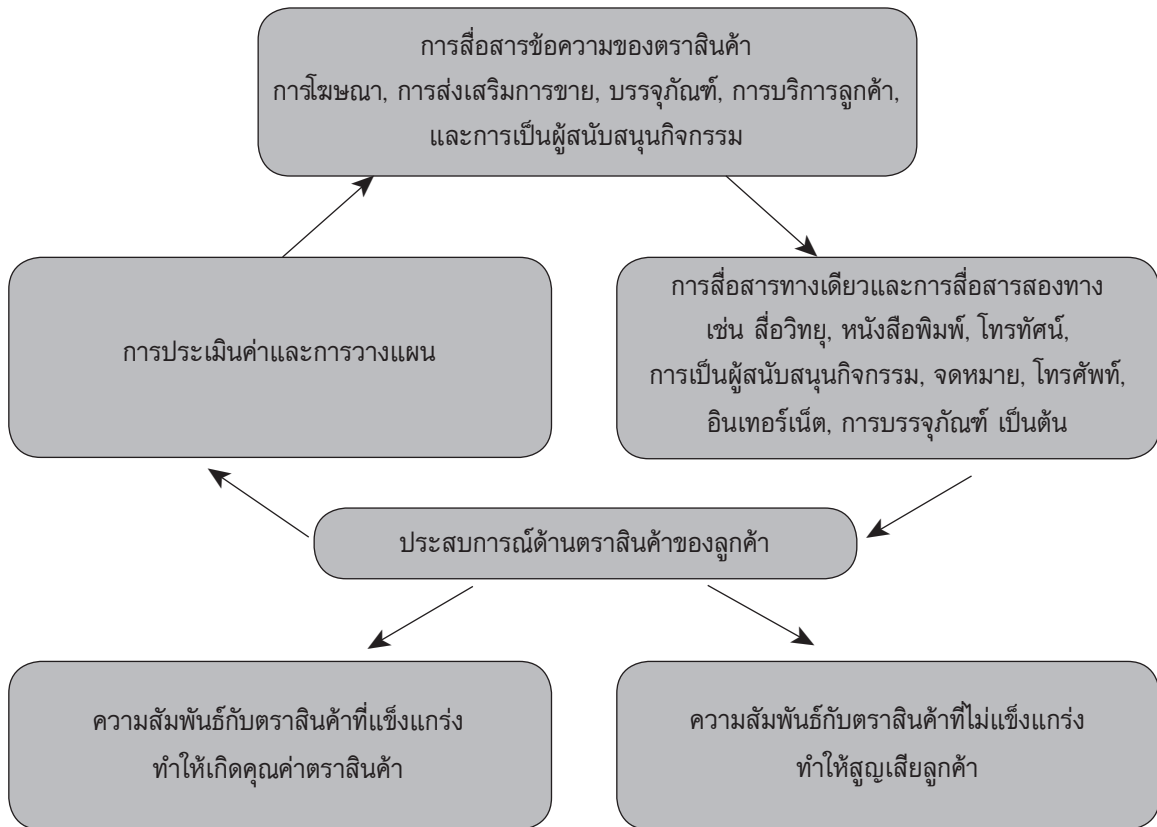 การสื่อสารข้อความของตราสินค้า
การโฆษณา, การส่งเสริมการขาย, บรรจุภัณฑ์, การบริการลูกค้า,
และการเป็นผู้สนับสนุนกิจกรรม
การประเมินค่าและการวางแผน
การสื่อสารทางเดียวและการสื่อสารสองทาง
เช่น สื่อวิทยุ, หนังสือพิมพ์, โทรทัศน์,
การเป็นผู้สนับสนุนกิจกรรม, จดหมาย, โทรศัพท์,
อินเทอร์เน็ต, การบรรจุภัณฑ์ เป็นต้น
ประสบการณ์ด้านตราสินค้าของลูกค้า
ความสัมพันธ์กับตราสินค้าที่แข็งแกร่ง
ทำให้เกิดคุณค่าตราสินค้า
ความสัมพันธ์กับตราสินค้าที่ไม่แข็งแกร่ง
ทำให้สูญเสียลูกค้า